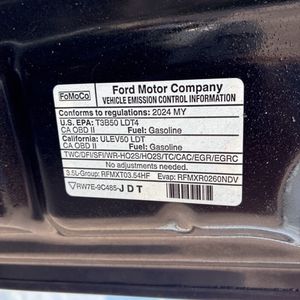 FoMoCo
Ford Motor Company
VEHICLE EMISSION CONTROL INFORMATION
Conforms to regulations: 2024 MY
U.S. EPA: T3B50 LDT4
CA OBD II Fuel: Gasoline
California: ULEV50 LDT
CA OBD II Fuel: Gasoline
TWC/DFI/SFI/WR-HO2S/HO2S/TC/CAC/EGR/EGRC
No adjustments needed.
3.5L-Group: RFMXT03.54HF Evap: RFMXR0260NDV
RW7E-9C485-JDT